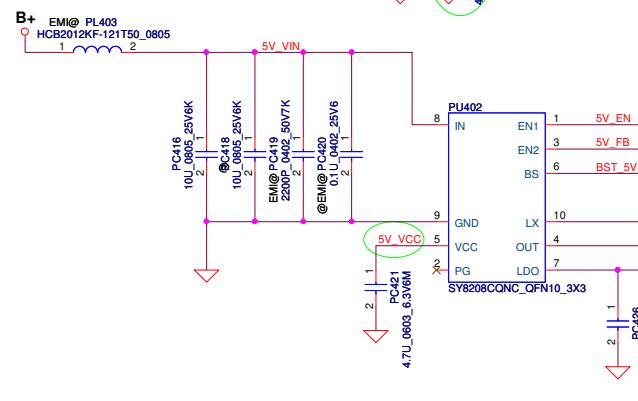 B+
EMI@ PL403
HCB2012KF-121T50_0805
1
2
5V_VIN
PC416
10U_0805_25V6K
1
2
@
PC418
10U_0805_25V6K
1
2
EMI@ PC419
2200P_0402_50V7K
1
2
@EMI@ PC420
0.1U_0402_25V6
1
2
PU402
8
IN
EN1
1
5V_EN
EN2
3
5V_FB
BS
6
BST_5V
9
GND
LX
10
5V_VCC
5
VCC
OUT
4
2
PG
LDO
7
SY8208CQNC_QFN10_3X3
1
2
PC421
4.7U_0603_6.3V6M
1
2